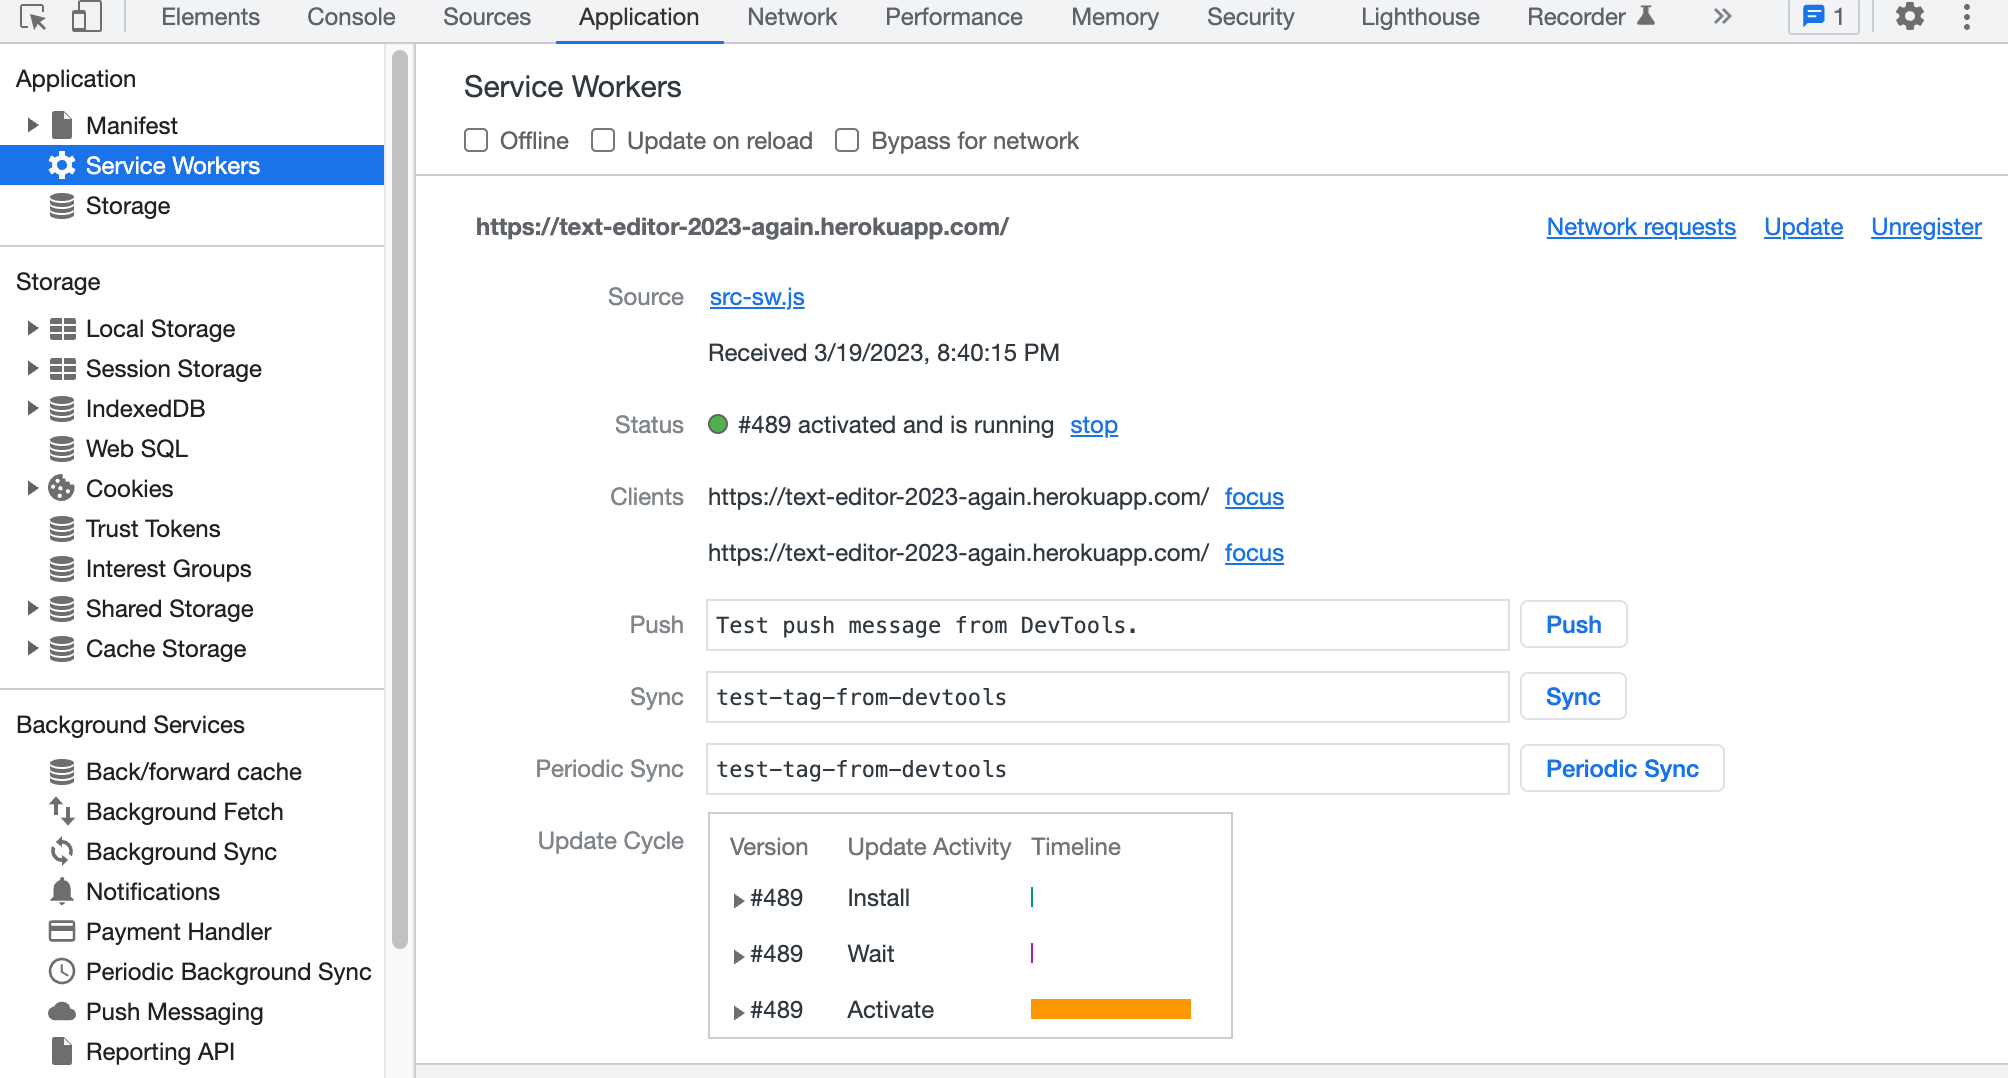 Elements Console Sources Application Network Performance Memory Security Lighthouse Recorder 1
Application
Manifest
Service Workers
Storage
Storage
Local Storage
Session Storage
IndexedDB
Web SQL
Cookies
Trust Tokens
Interest Groups
Shared Storage
Cache Storage
Background Services
Back/forward cache
Background Fetch
Background Sync
Notifications
Payment Handler
Periodic Background Sync
Push Messaging
Reporting API
Service Workers
Offline Update on reload Bypass for network
https://text-editor-2023-again.herokuapp.com/ Network requests Update Unregister
Source src-sw.js
Received 3/19/2023, 8:40:15 PM
Status #489 activated and is running stop
Clients https://text-editor-2023-again.herokuapp.com/ focus
https://text-editor-2023-again.herokuapp.com/ focus
Push Test push message from DevTools. Push
Sync test-tag-from-devtools Sync
Periodic Sync test-tag-from-devtools Periodic Sync
Update Cycle Version Update Activity Timeline
#489 Install
#489 Wait
#489 Activate